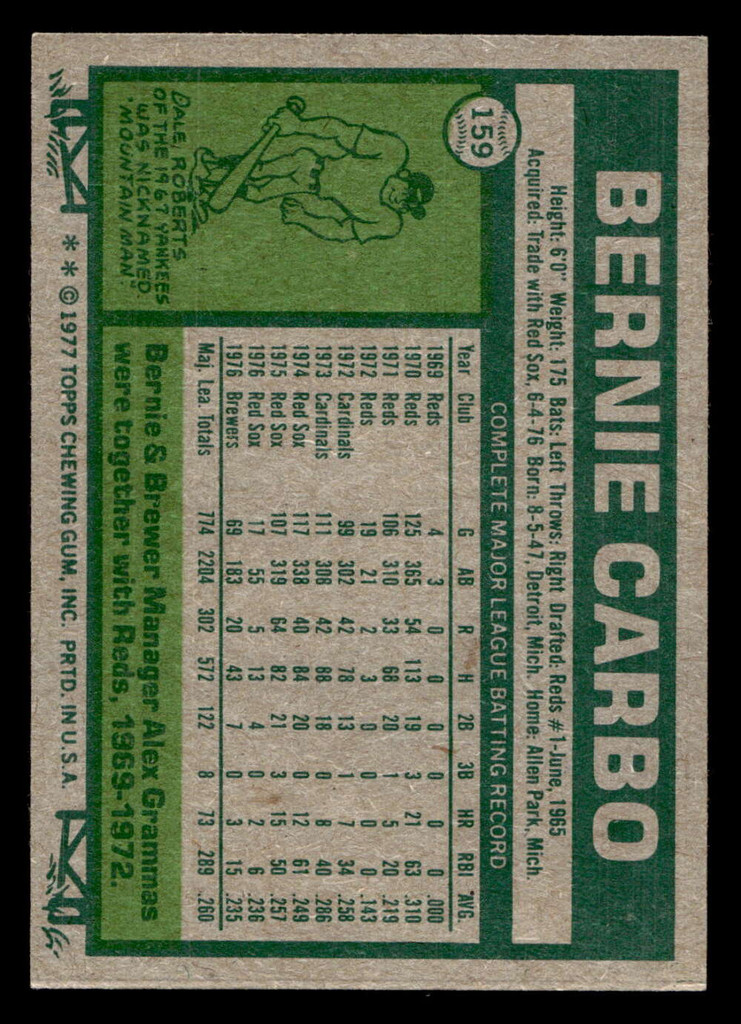 159
BERNIE CARBO
Height: 6'0" Weight: 175 Bats: Left Throws: Right Drafted: Reds #1-June, 1965
Acquired: Trade with Red Sox, 6-4-76 Born: 8-5-47, Detroit, Mich. Home: Allen Park, Mich.
COMPLETE MAJOR LEAGUE BATTING RECORD
Year Club G AB R H 2B 3B HR RBI AVG.
1969 Reds 4 3 0 0 0 0 0 0 .000
1970 Reds 125 365 54 113 19 3 21 63 .310
1971 Reds 106 310 33 68 20 1 5 20 .219
1972 Reds 19 21 2 3 0 0 0 0 .143
1972 Cardinals 99 302 42 78 13 1 7 34 .258
1973 Cardinals 111 308 42 88 18 0 8 40 .286
1974 Red Sox 117 338 40 84 20 0 12 61 .249
1975 Red Sox 107 319 64 82 21 3 15 50 .257
1976 Red Sox 17 55 5 13 4 0 2 6 .236
1976 Brewers 69 183 20 43 7 0 3 15 .235
Maj. Lea. Totals 774 2204 302 572 122 8 73 289 .260
DALE ROBERTS
OF THE 1967 YANKEES
WAS NICKNAMED
"MOUNTAIN MAN."
Bernie & Brewer Manager Alex Grammas
were together with Reds, 1969-1972.
** © 1977 TOPPS CHEWING GUM, INC. PRTD. IN U.S.A.